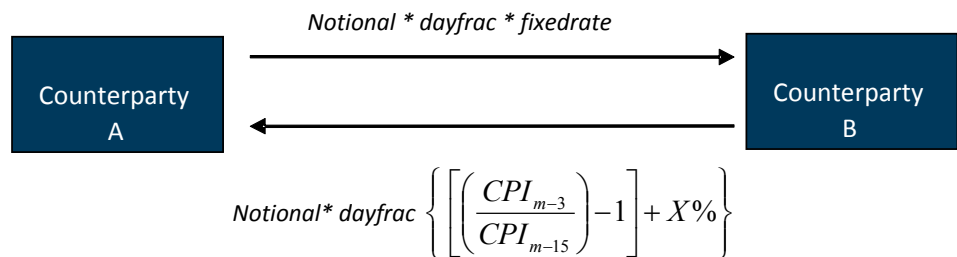 Notional * dayfrac * fixedrate
Counterparty
A
Counterparty
B
Notional* dayfrac {[(CPI_{m-3}/CPI_{m-15})-1]+X%}